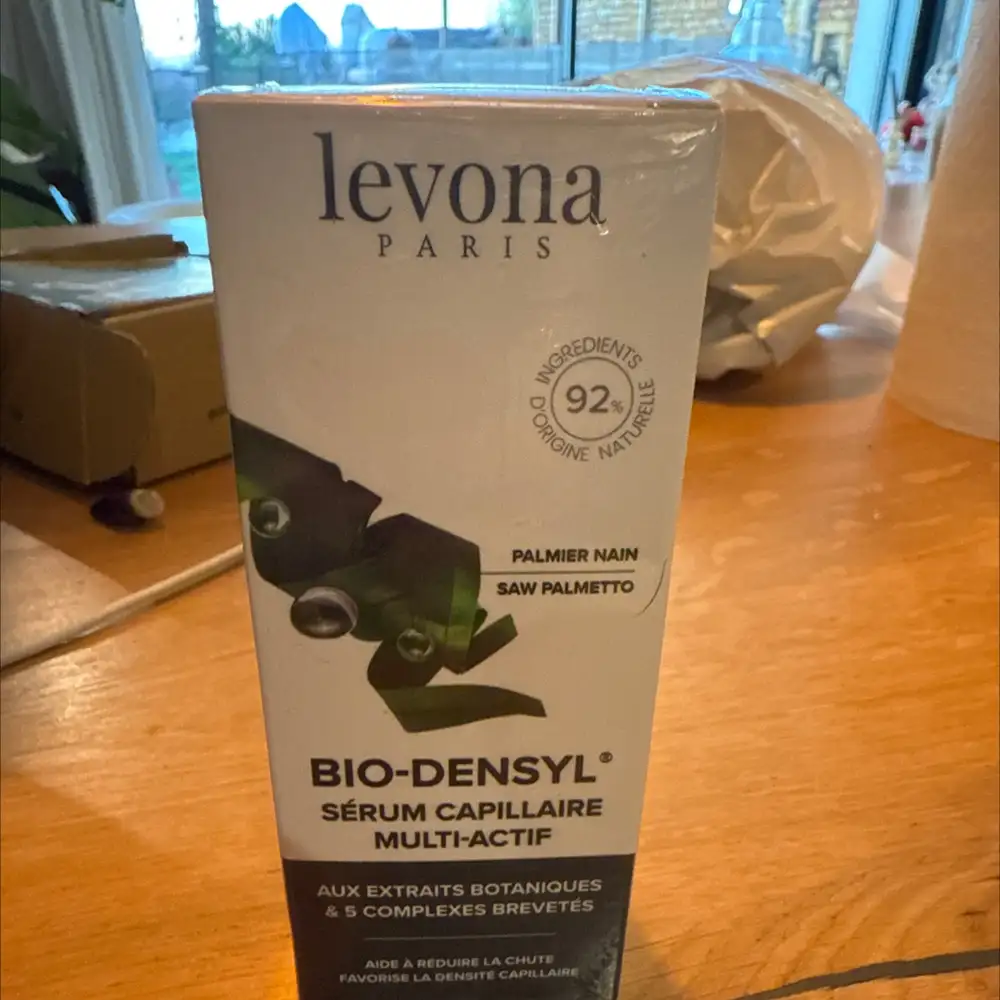 levona
PARIS
INGREDIENTS
92%
D'ORIGINE NATURELLE
PALMIER NAIN
SAW PALMETTO
BIO-DENSYL®
SÉRUM CAPILLAIRE
MULTI-ACTIF
AUX EXTRAITS BOTANIQUES
& 5 COMPLEXES BREVETÉS
AIDE À RÉDUIRE LA CHUTE
FAVORISE LA DENSITÉ CAPILLAIRE